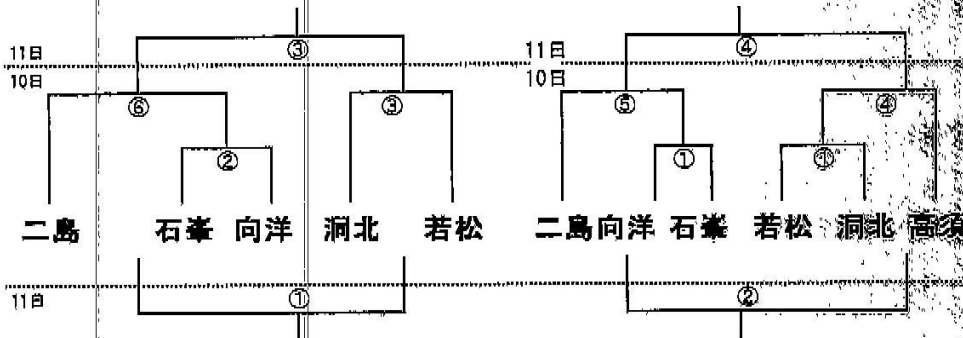 ③ ④
11日 11日
10日 10日
⑥ ③ ⑤ ④
② ① ①
二島 石峯 向洋 洞北 若松 二島 向洋 石峯 若松 洞北 高須
11日 ① ②